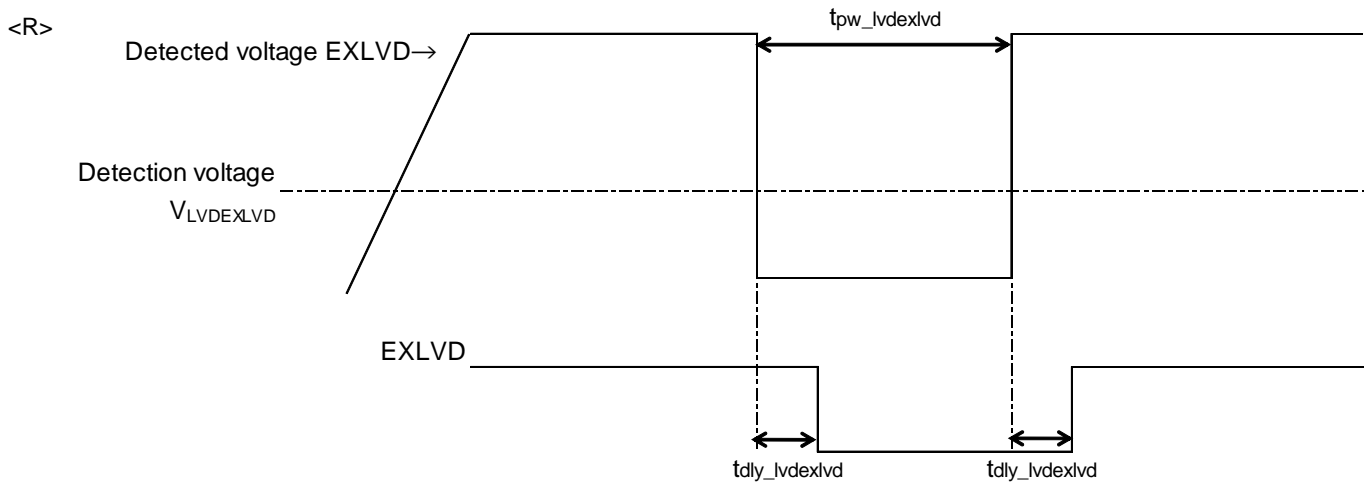 <R>
tpw_lvdexlvd
Detected voltage EXLVD→
Detection voltage
VLVDEXLVD
EXLVD
tdly_lvdexlvd
tdly_lvdexlvd